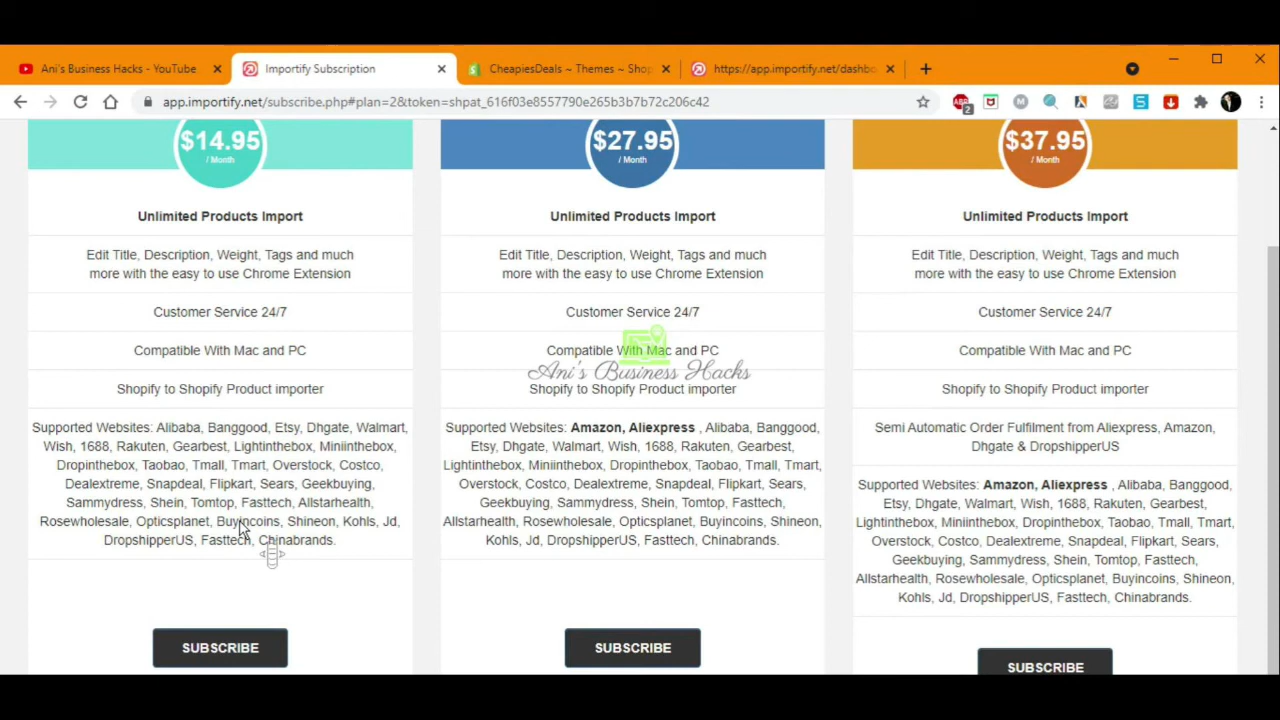 Ani's Business Hacks - YouTube
Importify Subscription
CheapiesDeals ~ Themes ~ Shop
https://app.importify.net/dashbo
app.importify.net/subscribe.php#plan=2&token=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
2
$14.95
/ Month
Unlimited Products Import
Edit Title, Description, Weight, Tags and much
more with the easy to use Chrome Extension
Customer Service 24/7
Compatible With Mac and PC
Shopify to Shopify Product importer
Supported Websites: Alibaba, Banggood, Etsy, Dhgate, Walmart,
Wish, 1688, Rakuten, Gearbest, Lightinthebox, Miniinthebox,
Dropinthebox, Taobao, Tmall, Tmart, Overstock, Costco,
Dealextreme, Snapdeal, Flipkart, Sears, Geekbuying,
Sammydress, Shein, Tomtop, Fasttech, Allstarhealth,
Rosewholesale, Opticsplanet, Buyincoins, Shineon, Kohls, Jd,
DropshipperUS, Fasttech, Chinabrands.
SUBSCRIBE
$27.95
/ Month
Unlimited Products Import
Edit Title, Description, Weight, Tags and much
more with the easy to use Chrome Extension
Customer Service 24/7
Compatible With Mac and PC
Ani's Business Hacks
Shopify to Shopify Product importer
Supported Websites: Amazon, Aliexpress , Alibaba, Banggood,
Etsy, Dhgate, Walmart, Wish, 1688, Rakuten, Gearbest,
Lightinthebox, Miniinthebox, Dropinthebox, Taobao, Tmall, Tmart,
Overstock, Costco, Dealextreme, Snapdeal, Flipkart, Sears,
Geekbuying, Sammydress, Shein, Tomtop, Fasttech,
Allstarhealth, Rosewholesale, Opticsplanet, Buyincoins, Shineon,
Kohls, Jd, DropshipperUS, Fasttech, Chinabrands.
SUBSCRIBE
$37.95
/ Month
Unlimited Products Import
Edit Title, Description, Weight, Tags and much
more with the easy to use Chrome Extension
Customer Service 24/7
Compatible With Mac and PC
Shopify to Shopify Product importer
Semi Automatic Order Fulfilment from Aliexpress, Amazon,
Dhgate & DropshipperUS
Supported Websites: Amazon, Aliexpress , Alibaba, Banggood,
Etsy, Dhgate, Walmart, Wish, 1688, Rakuten, Gearbest,
Lightinthebox, Miniinthebox, Dropinthebox, Taobao, Tmall, Tmart,
Overstock, Costco, Dealextreme, Snapdeal, Flipkart, Sears,
Geekbuying, Sammydress, Shein, Tomtop, Fasttech,
Allstarhealth, Rosewholesale, Opticsplanet, Buyincoins, Shineon,
Kohls, Jd, DropshipperUS, Fasttech, Chinabrands.
SUBSCRIBE